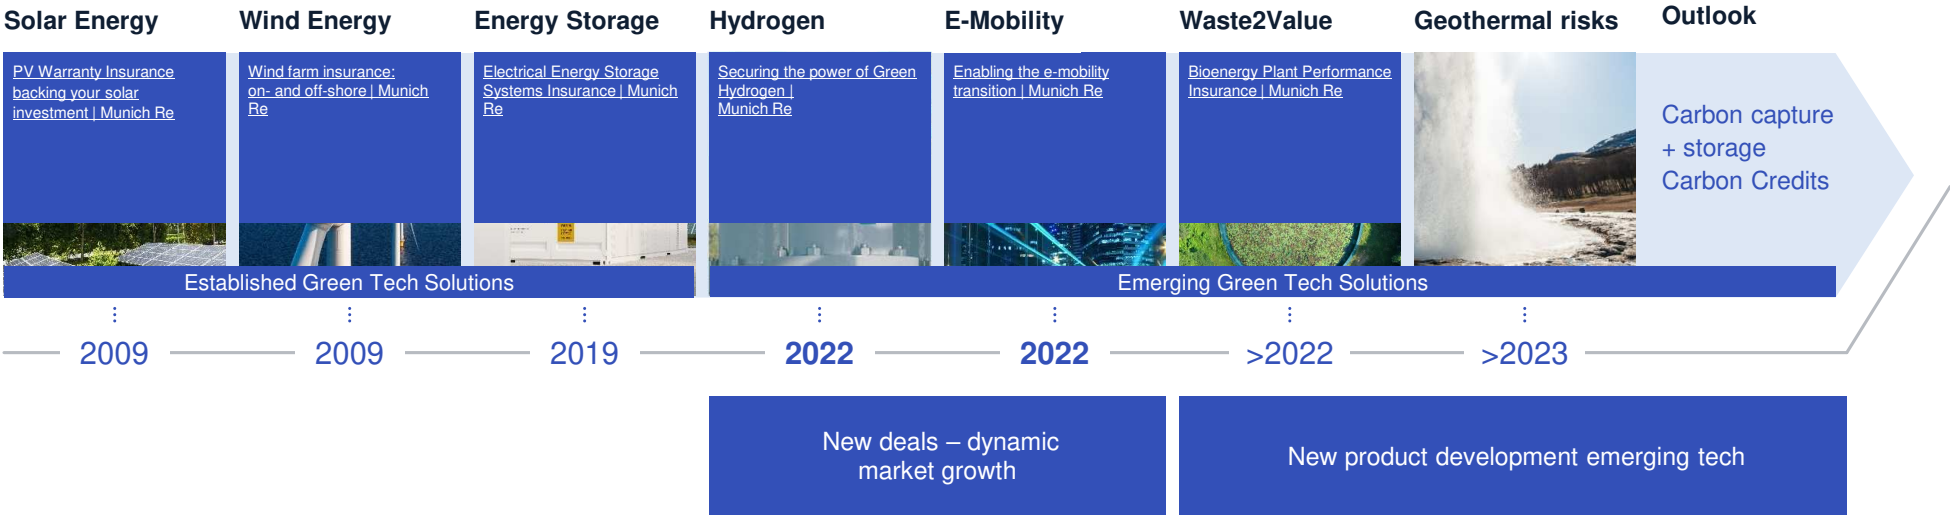 Solar Energy
Wind Energy
Energy Storage
Hydrogen
E-Mobility
Waste2Value
Geothermal risks
Outlook
PV Warranty Insurance
backing your solar
investment | Munich Re
Wind farm insurance:
on- and off-shore | Munich
Re
Electrical Energy Storage
Systems Insurance | Munich
Re
Securing the power of Green
Hydrogen |
Munich Re
Enabling the e-mobility
transition | Munich Re
Bioenergy Plant Performance
Insurance | Munich Re
Carbon capture
+ storage
Carbon Credits
Established Green Tech Solutions
Emerging Green Tech Solutions
2009
2009
2019
2022
2022
>2022
>2023
New deals – dynamic
market growth
New product development emerging tech